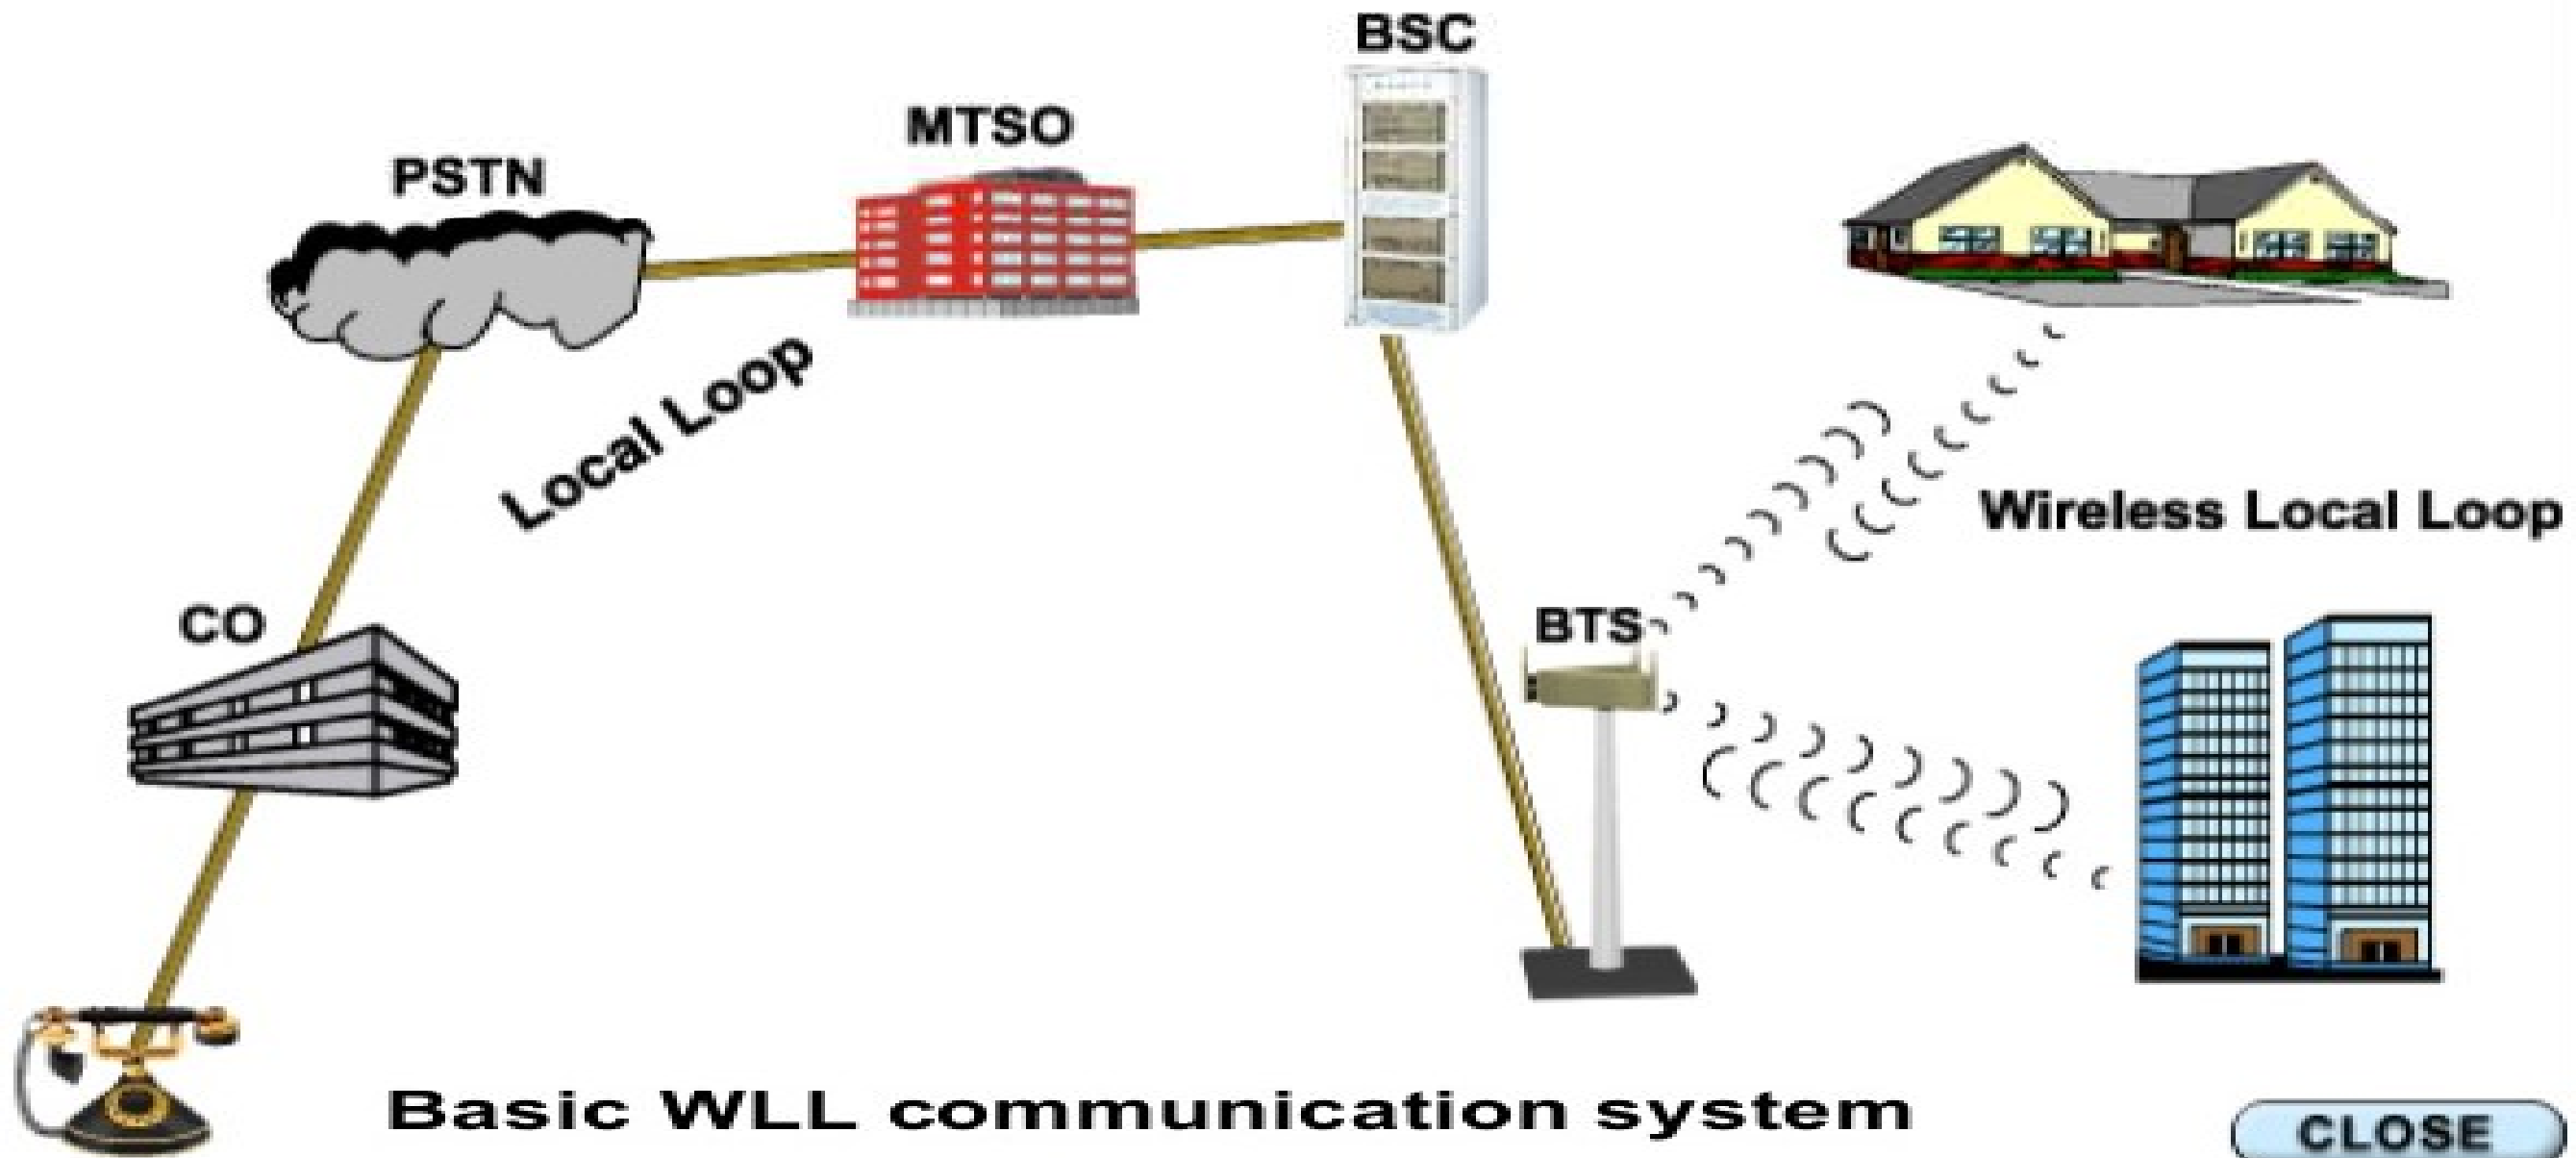 BSC
MTSO
PSTN
Local Loop
Wireless Local Loop
CO
BTS
Basic WLL communication system
CLOSE